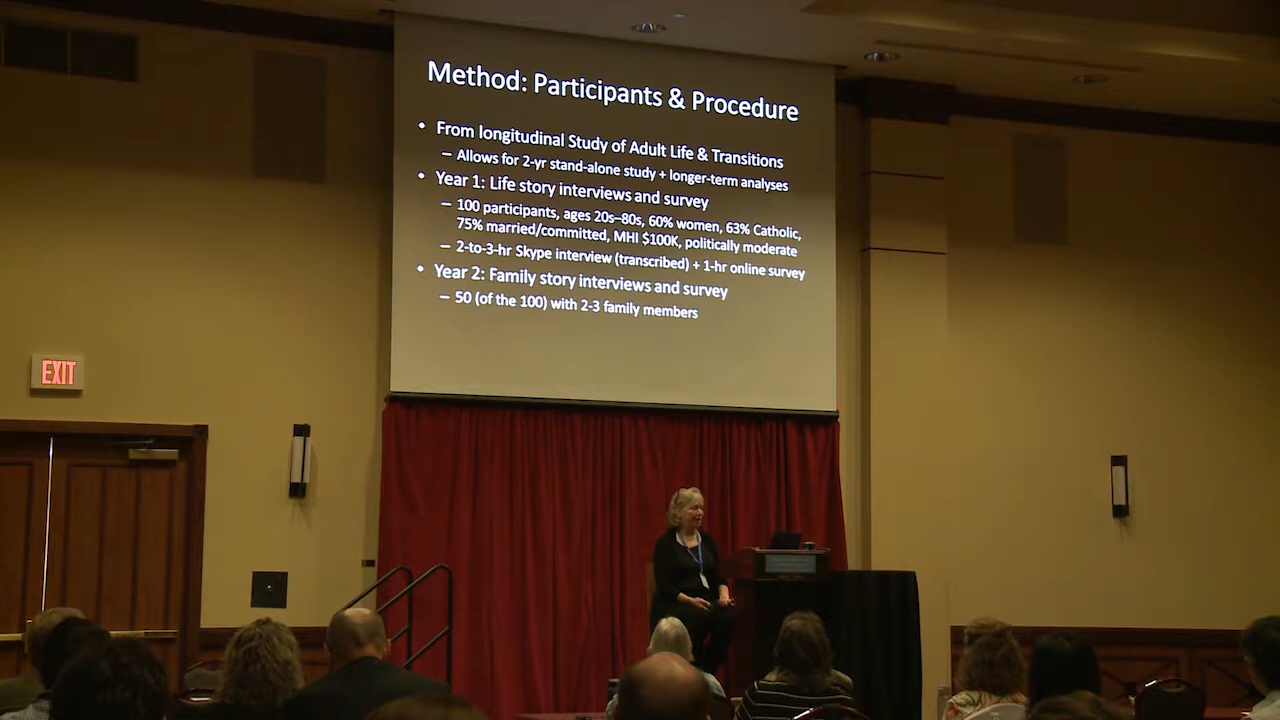 Method: Participants & Procedure
• From longitudinal Study of Adult Life & Transitions
– Allows for 2-yr stand-alone study + longer-term analyses
• Year 1: Life story interviews and survey
– 100 participants, ages 20s–80s, 60% women, 63% Catholic,
75% married/committed, MHI $100K, politically moderate
– 2-to-3-hr Skype interview (transcribed) + 1-hr online survey
• Year 2: Family story interviews and survey
– 50 (of the 100) with 2-3 family members
EXIT